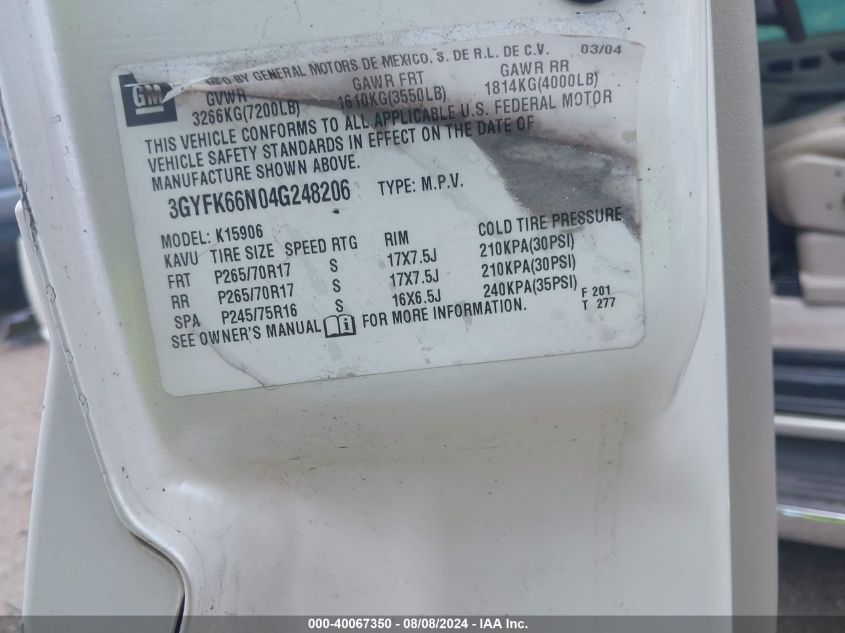 GM
MFD BY GENERAL MOTORS DE MEXICO, S. DE R.L. DE C.V. 03/04
GVWR GAWR FRT GAWR RR
3266KG(7200LB) 1610KG(3550LB) 1814KG(4000LB)
THIS VEHICLE CONFORMS TO ALL APPLICABLE U.S. FEDERAL MOTOR
VEHICLE SAFETY STANDARDS IN EFFECT ON THE DATE OF
MANUFACTURE SHOWN ABOVE.
3GYFK66N04G248206 TYPE: M.P.V.
MODEL: K15906
KAVU TIRE SIZE SPEED RTG RIM COLD TIRE PRESSURE
FRT P265/70R17 S 17X7.5J 210KPA(30PSI)
RR P265/70R17 S 17X7.5J 210KPA(30PSI)
SPA P245/75R16 S 16X6.5J 240KPA(35PSI)
SEE OWNER'S MANUAL i FOR MORE INFORMATION.
F 201
T 277
000-40067350 | 08/08/2024 | IAA Inc.